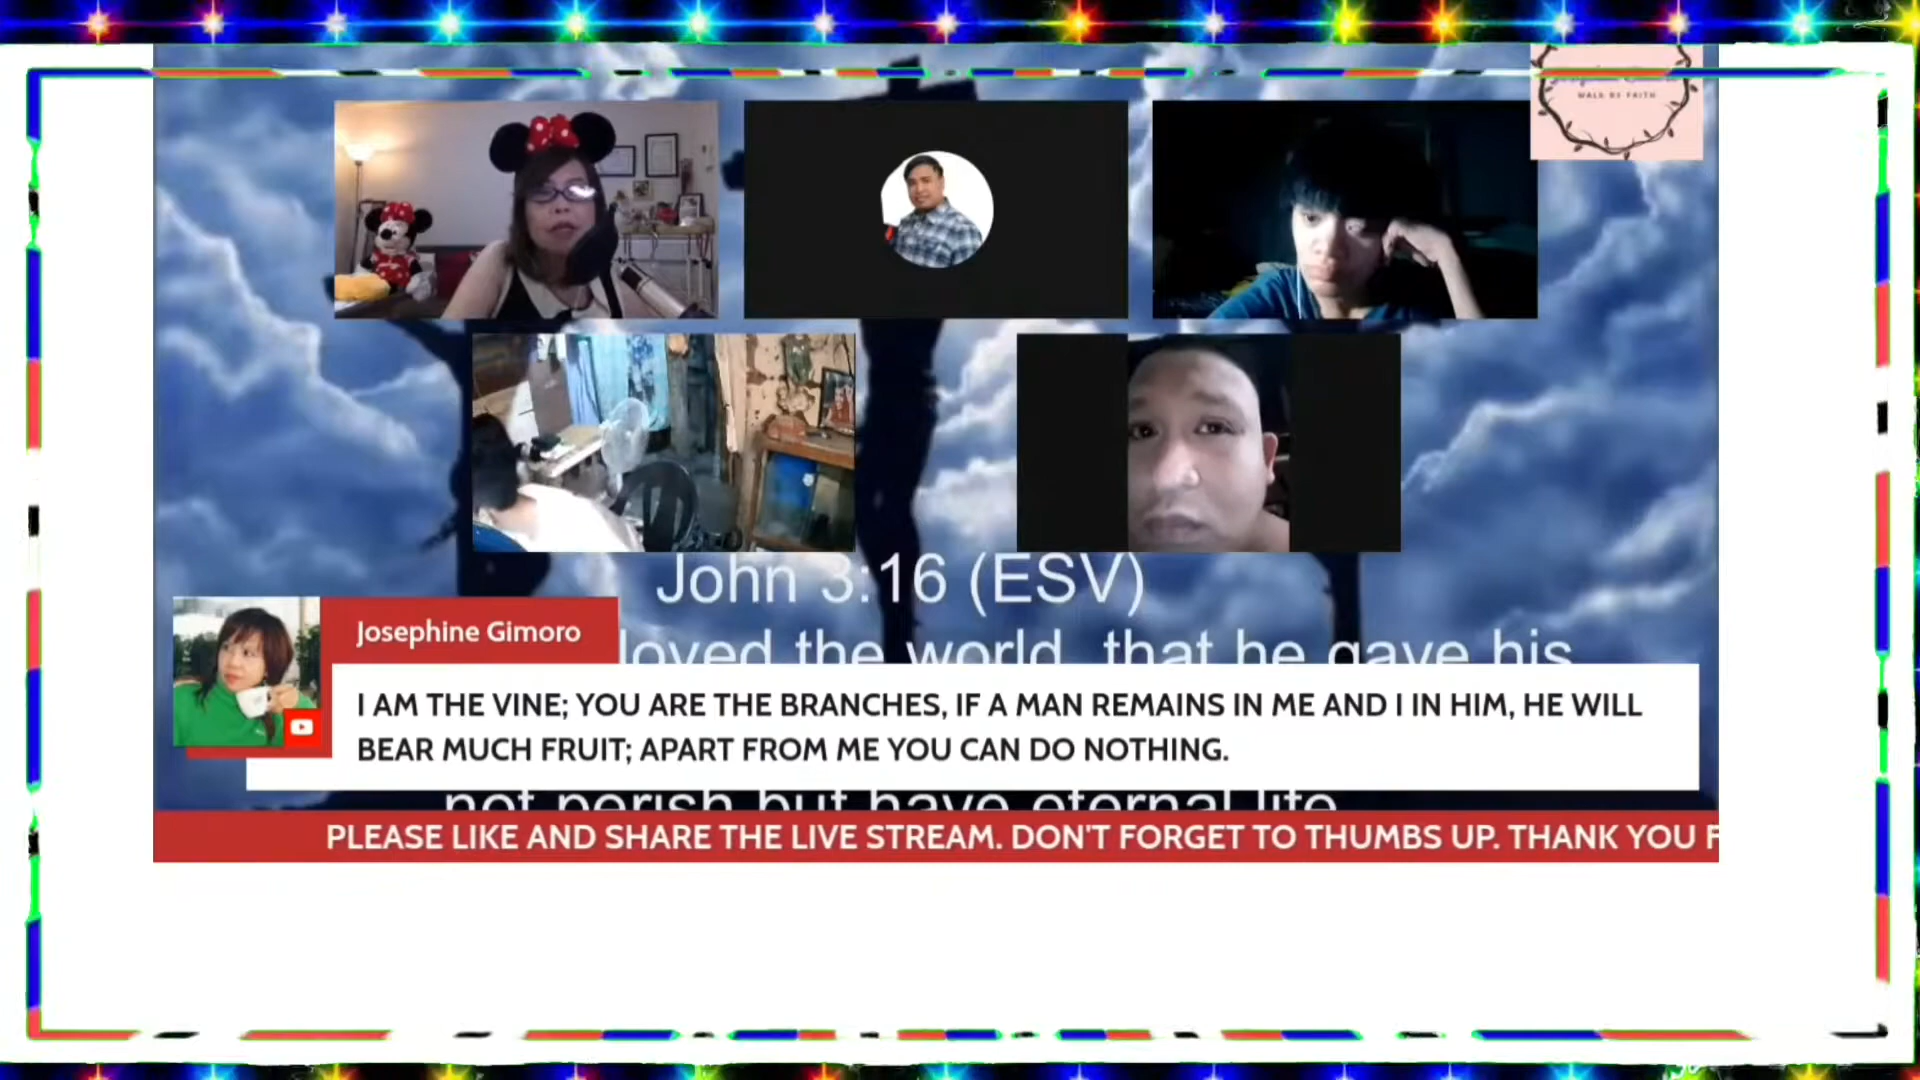 WALK BY FAITH
John 3:16 (ESV)
loved the world, that he gave his
Josephine Gimoro
I AM THE VINE; YOU ARE THE BRANCHES, IF A MAN REMAINS IN ME AND I IN HIM, HE WILL
BEAR MUCH FRUIT; APART FROM ME YOU CAN DO NOTHING.
not perish but have eternal life
PLEASE LIKE AND SHARE THE LIVE STREAM. DON'T FORGET TO THUMBS UP. THANK YOU F